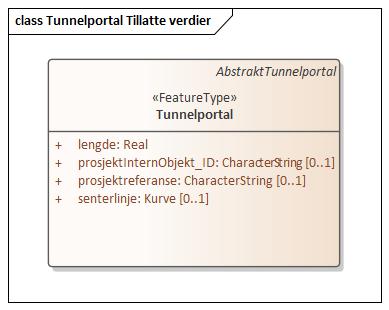 class Tunnelportal Tillatte verdier
AbstraktTunnelportal
«FeatureType»
Tunnelportal
+ lengde: Real
+ prosjektInternObjekt_ID: CharacterString [0..1]
+ prosjektreferanse: CharacterString [0..1]
+ senterlinje: Kurve [0..1]